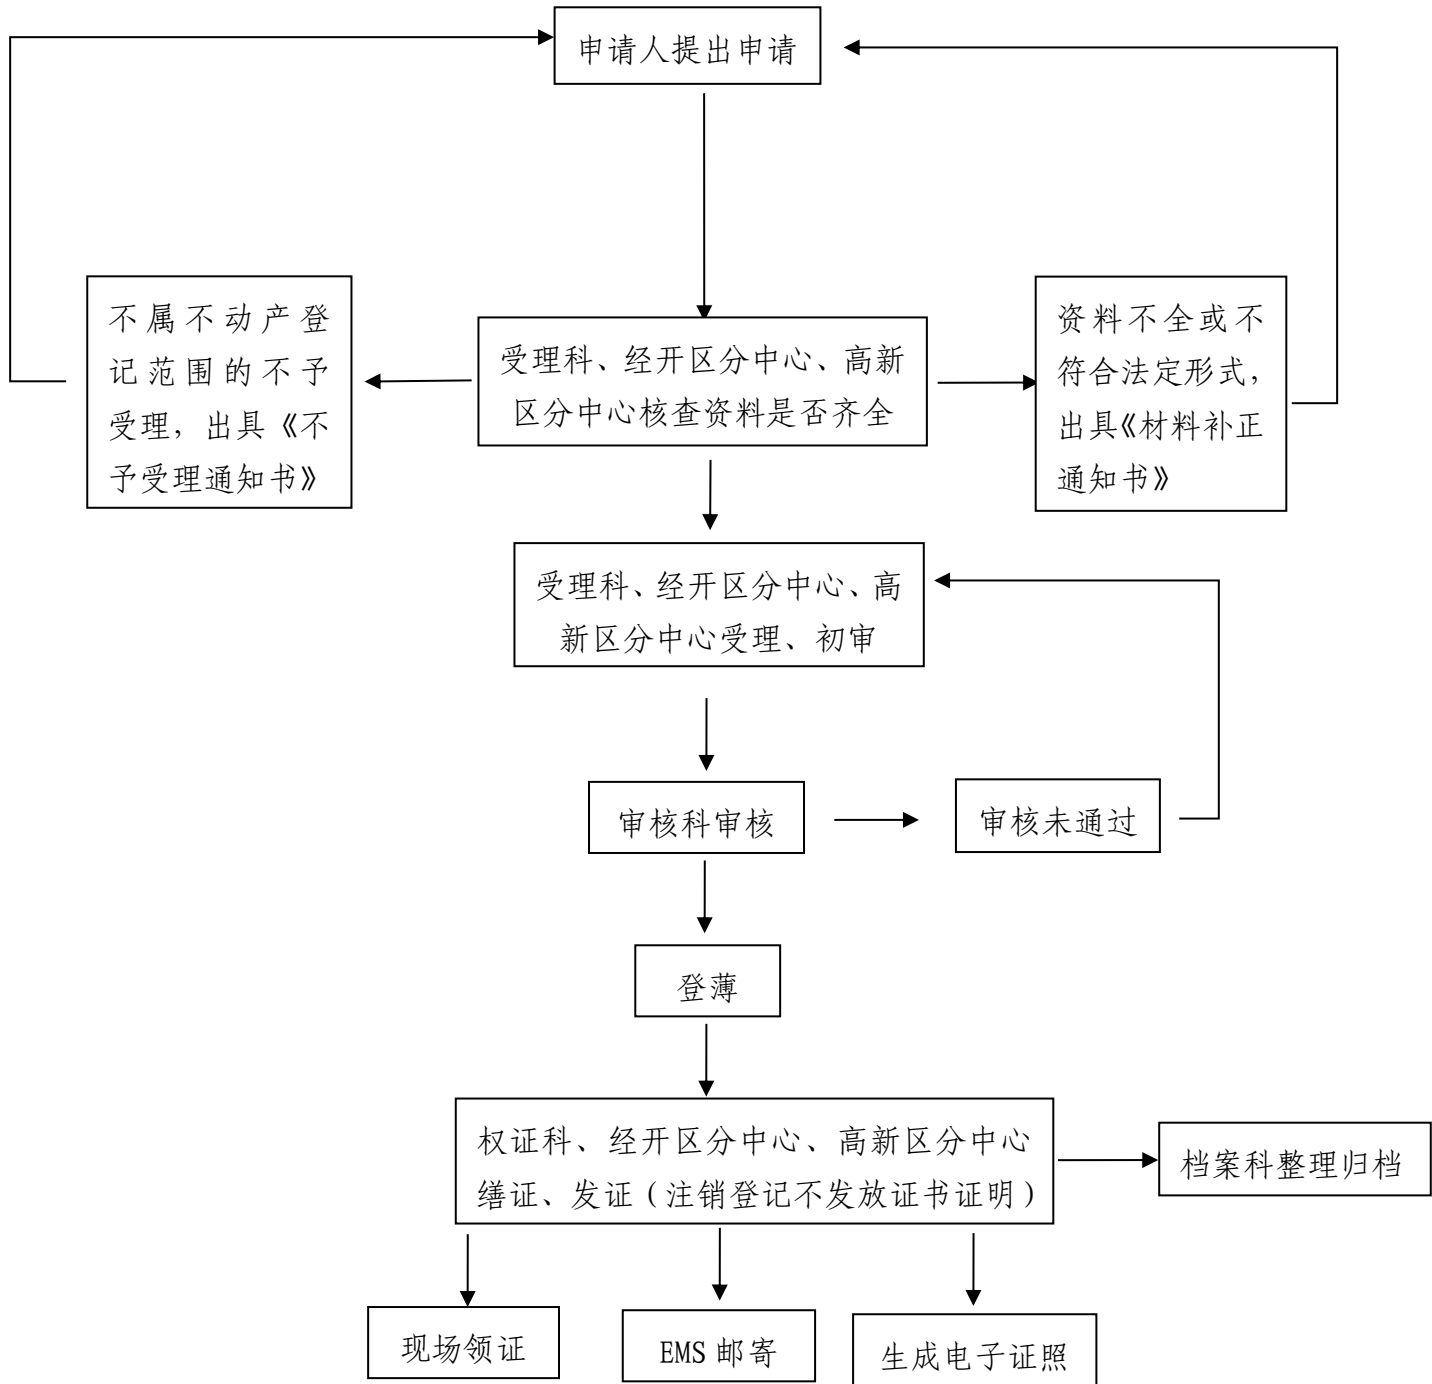 申请人提出申请
不属不动产登
记范围的不予
受理，出具《不
予受理通知书》
受理科、经开区分中心、高新
区分中心核查资料是否齐全
资料不全或不
符合法定形式，
出具《材料补正
通知书》
受理科、经开区分中心、高
新区分中心受理、初审
审核科审核
审核未通过
登薄
权证科、经开区分中心、高新区分中心
缮证、发证（注销登记不发放证书证明）
档案科整理归档
现场领证
EMS 邮寄
生成电子证照